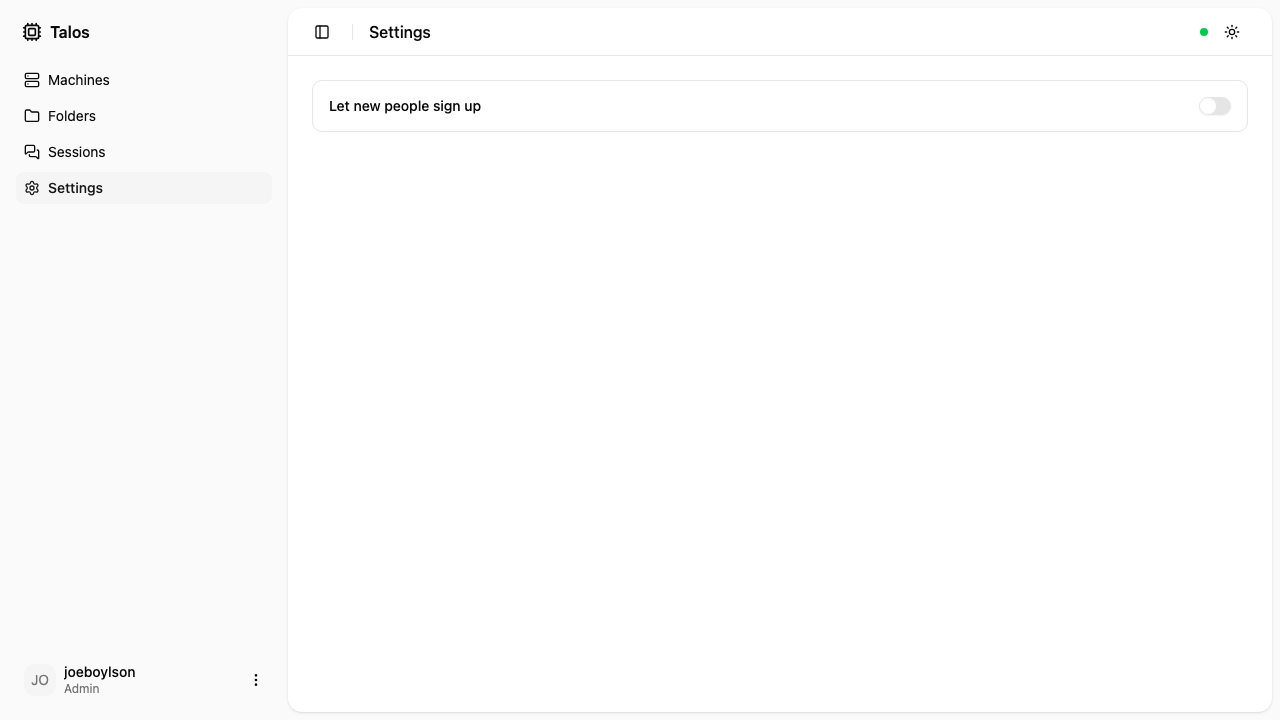 Talos
Machines
Folders
Sessions
Settings
JO
joeboylson
Admin
Settings
Let new people sign up